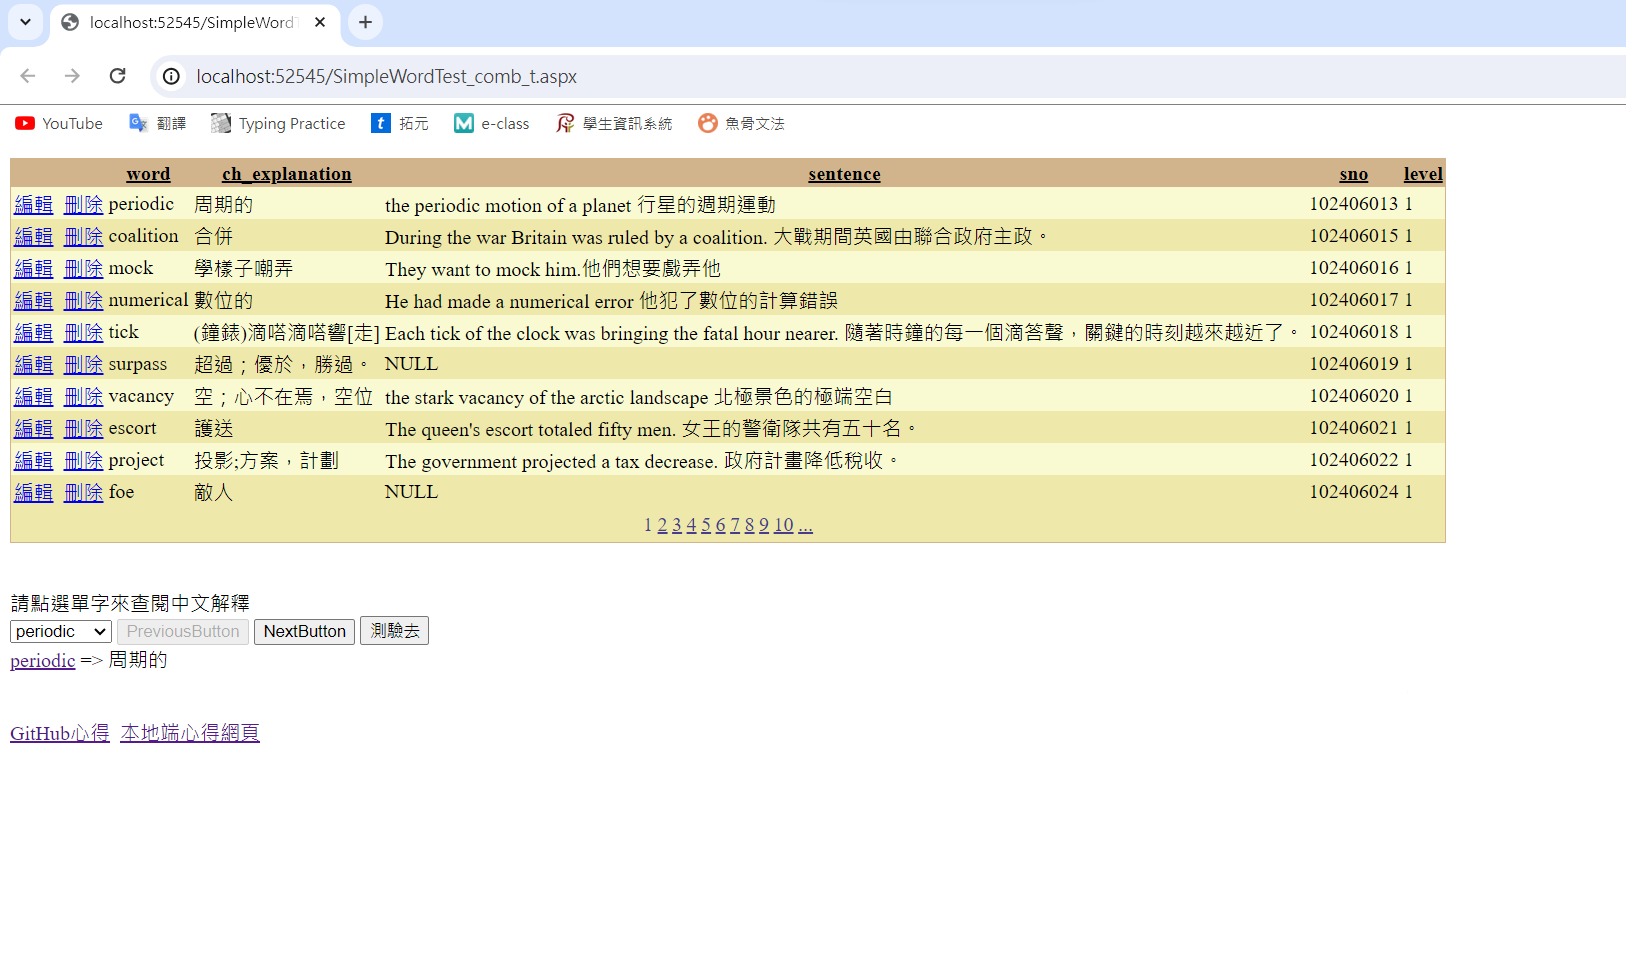 localhost:52545/SimpleWordT
localhost:52545/SimpleWordTest_comb_t.aspx
YouTube 翻譯 Typing Practice 拓元 e-class 學生資訊系統 魚骨文法
word ch_explanation sentence sno level
編輯 刪除 periodic 周期的 the periodic motion of a planet 行星的週期運動 102406013 1
編輯 刪除 coalition 合併 During the war Britain was ruled by a coalition. 大戰期間英國由聯合政府主政。 102406015 1
編輯 刪除 mock 學樣子嘲弄 They want to mock him.他們想要戲弄他 102406016 1
編輯 刪除 numerical 數位的 He had made a numerical error 他犯了數位的計算錯誤 102406017 1
編輯 刪除 tick (鐘錶)滴嗒滴嗒響[走] Each tick of the clock was bringing the fatal hour nearer. 隨著時鐘的每一個滴答聲，關鍵的時刻越來越近了。 102406018 1
編輯 刪除 surpass 超過；優於，勝過。 NULL 102406019 1
編輯 刪除 vacancy 空；心不在焉，空位 the stark vacancy of the arctic landscape 北極景色的極端空白 102406020 1
編輯 刪除 escort 護送 The queen's escort totaled fifty men. 女王的警衛隊共有五十名。 102406021 1
編輯 刪除 project 投影;方案，計劃 The government projected a tax decrease. 政府計畫降低稅收。 102406022 1
編輯 刪除 foe 敵人 NULL 102406024 1
1 2 3 4 5 6 7 8 9 10 ...
請點選單字來查閱中文解釋
periodic PreviousButton NextButton 測驗去
periodic => 周期的
GitHub心得 本地端心得網頁